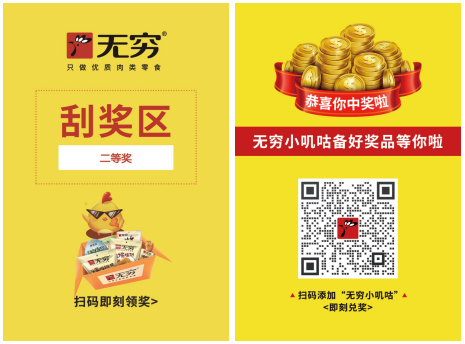 无穷®
只做优质肉类零食
刮奖区
二等奖
无穷
扫码即刻领奖>
恭喜你中奖啦
无穷小叽咕备好奖品等你啦
▲ 扫码添加“无穷小叽咕” ▲
<即刻兑奖>